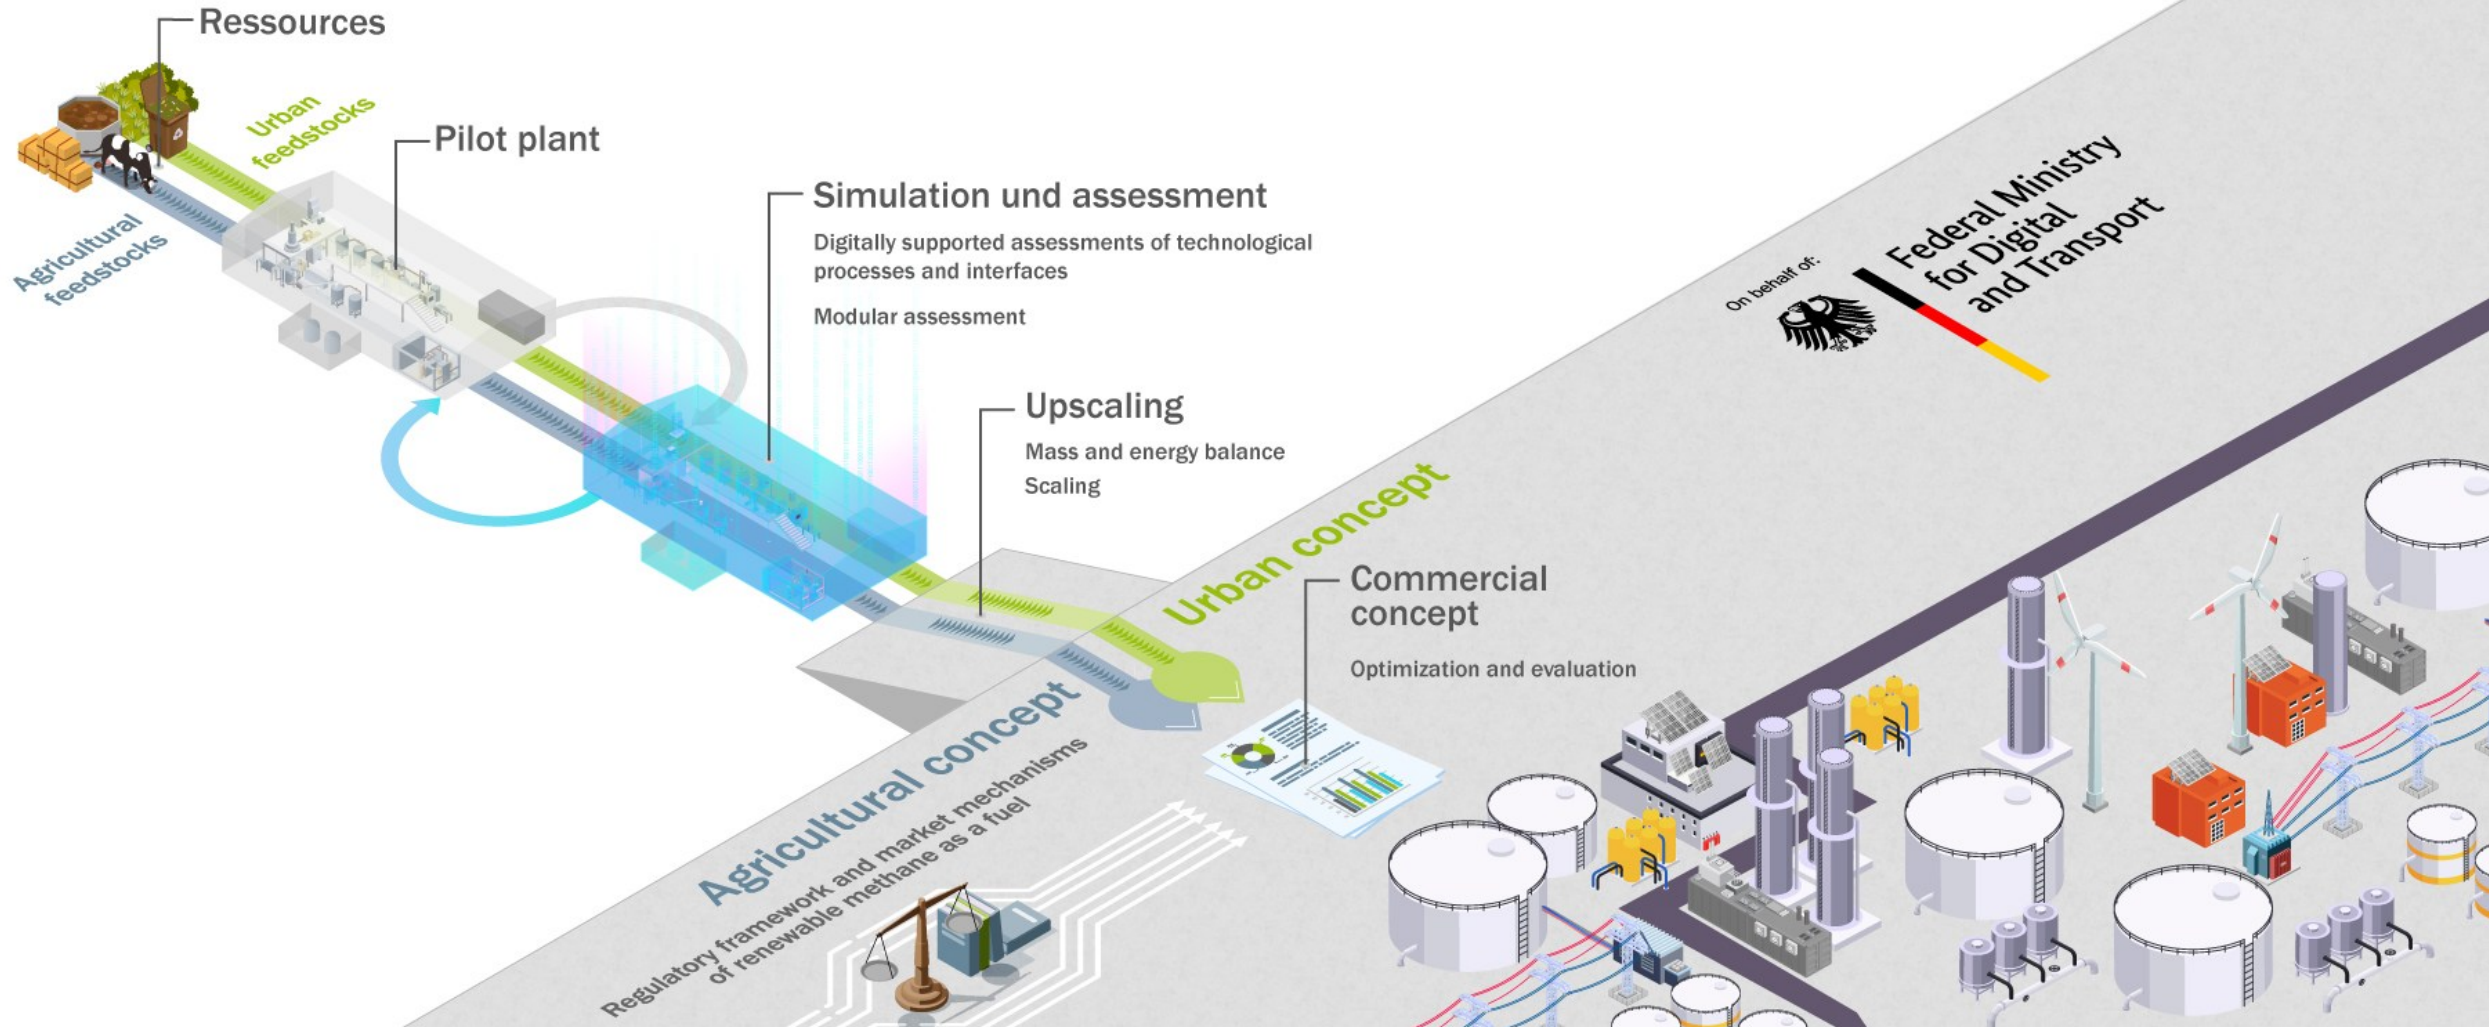 Ressources
Urban
feedstocks
Agricultural
feedstocks
Pilot plant
Simulation und assessment
Digitally supported assessments of technological
processes and interfaces
Modular assessment
Upscaling
Mass and energy balance
Scaling
Urban concept
Agricultural concept
Regulatory framework and market mechanisms
of renewable methane as a fuel
Commercial
concept
Optimization and evaluation
On behalf of:
Federal Ministry
for Digital
and Transport